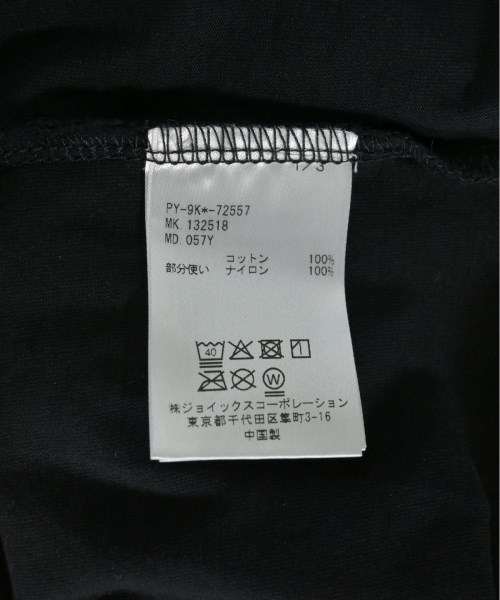 1/3
PY-9K*-72557
MK. 132518
MD. 057Y
コットン 100%
部分使い ナイロン 100%
40
W
㈱ジョイックスコーポレーション
東京都千代田区隼町3-16
中国製